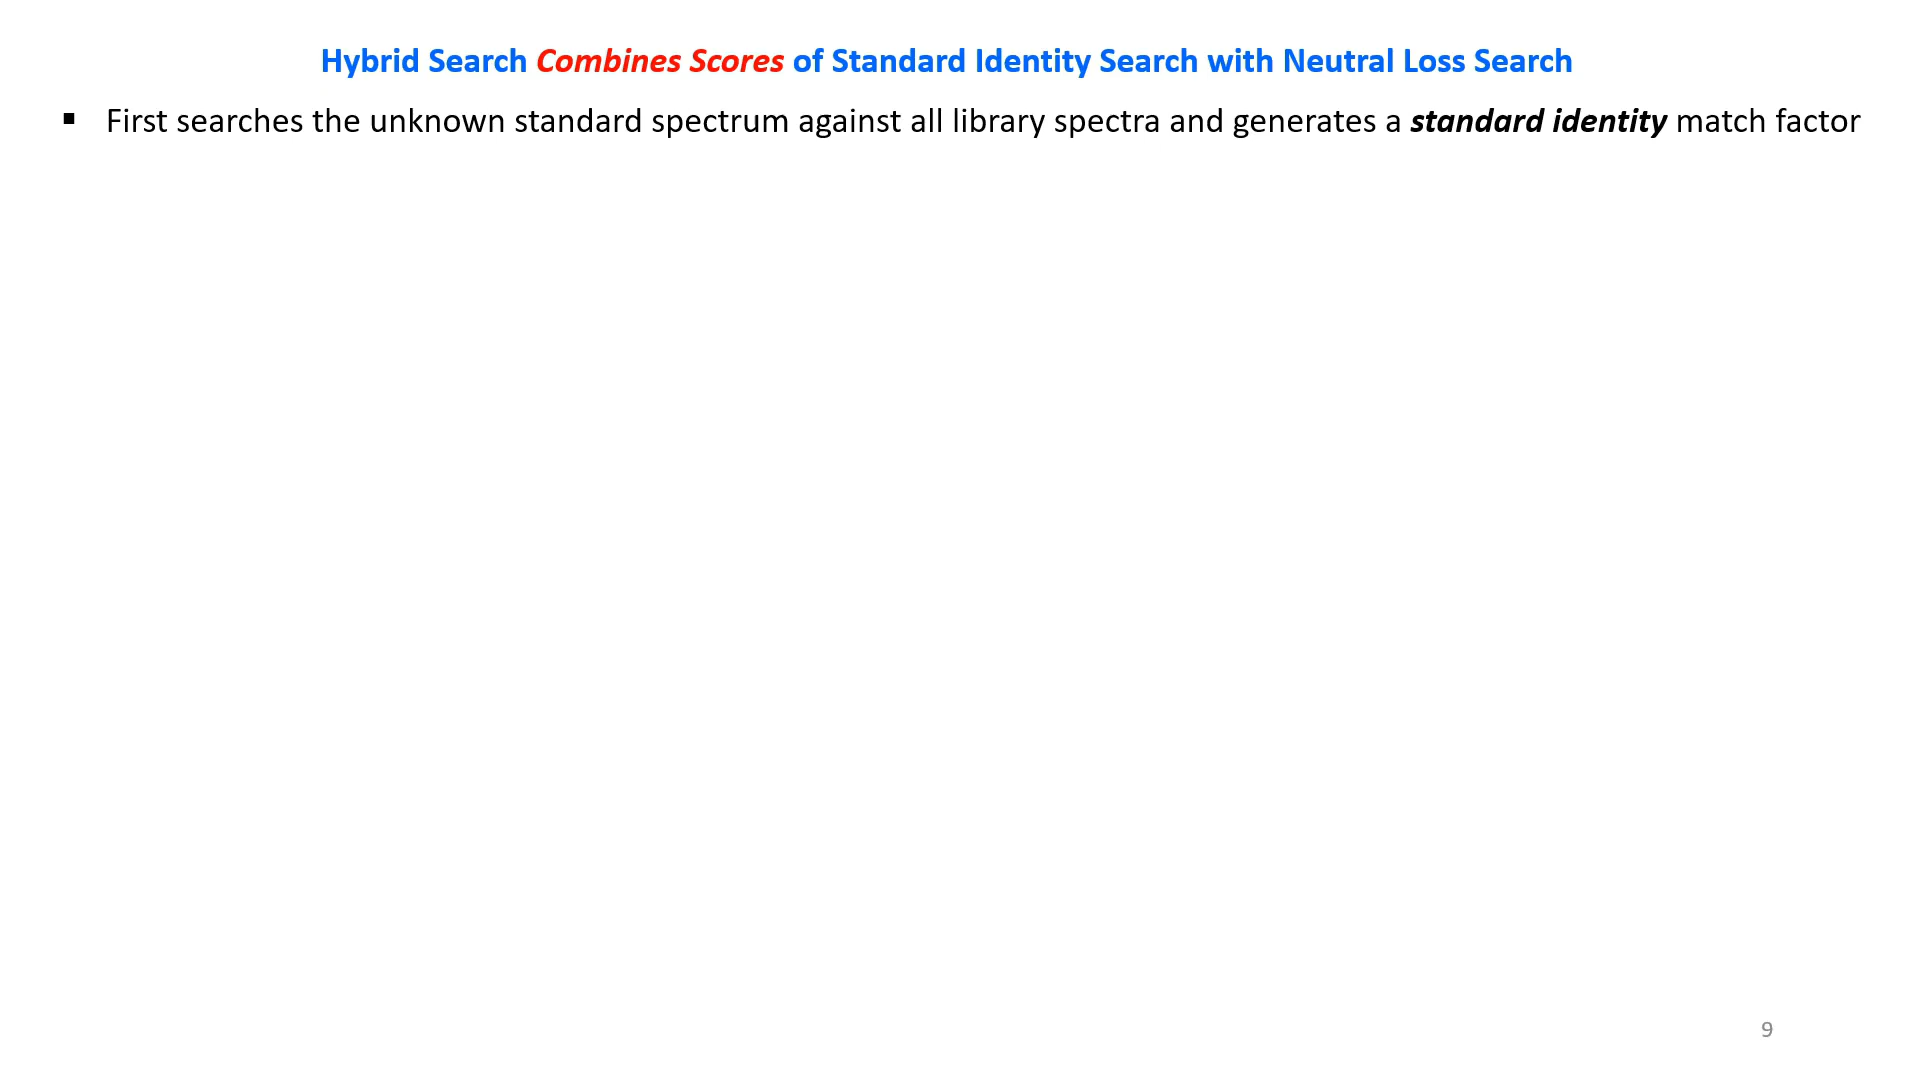 Hybrid Search Combines Scores of Standard Identity Search with Neutral Loss Search
▪ First searches the unknown standard spectrum against all library spectra and generates a standard identity match factor
9